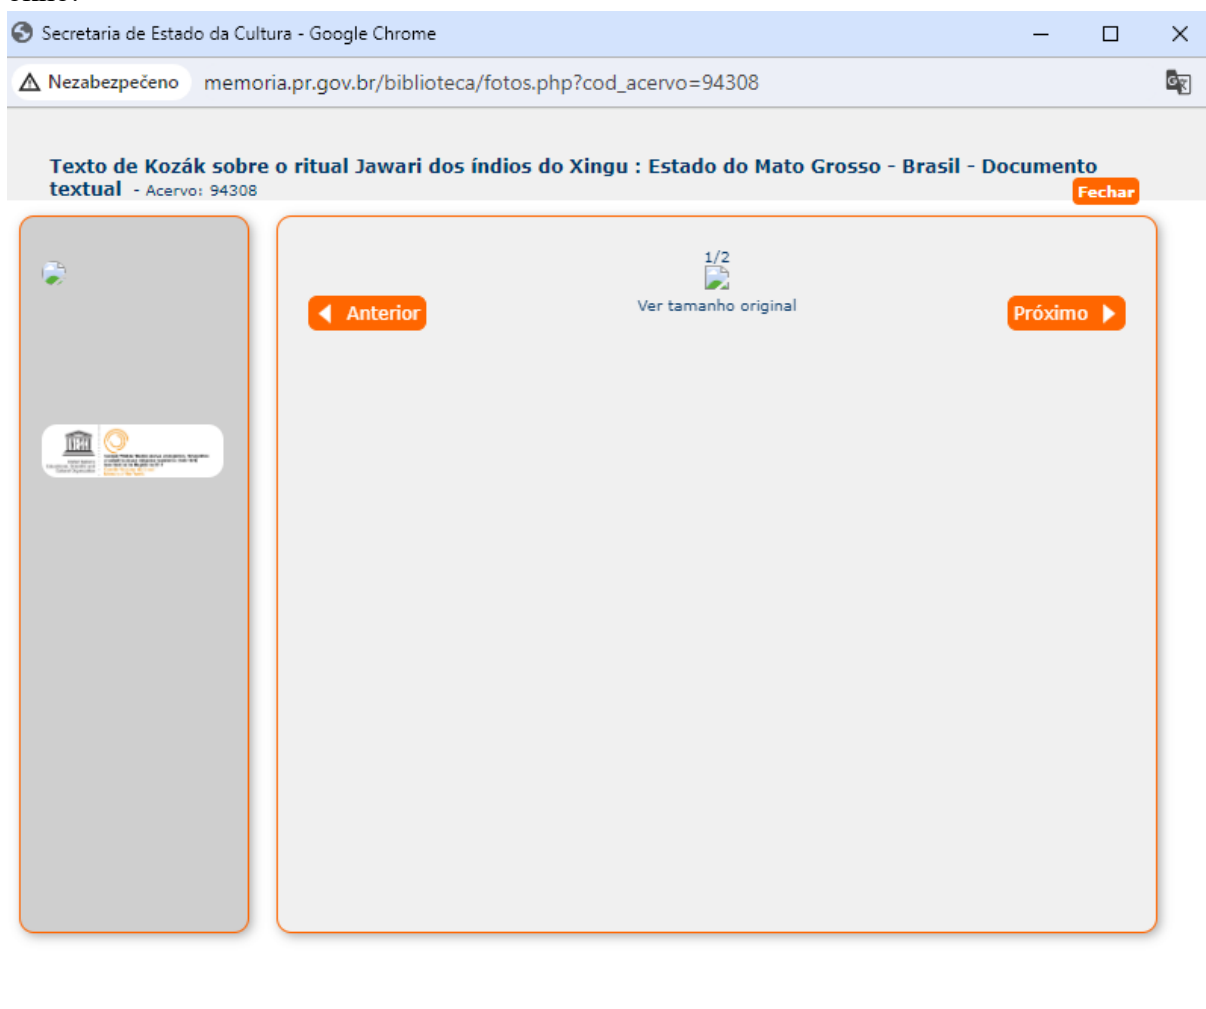 Secretaria de Estado da Cultura - Google Chrome
Nezabezpečeno memoria.pr.gov.br/biblioteca/fotos.php?cod_acervo=94308
Texto de Kozák sobre o ritual Jawari dos índios do Xingu : Estado do Mato Grosso - Brasil - Documento
textual - Acervo: 94308
Fechar
1/2
Ver tamanho original
Anterior
Próximo